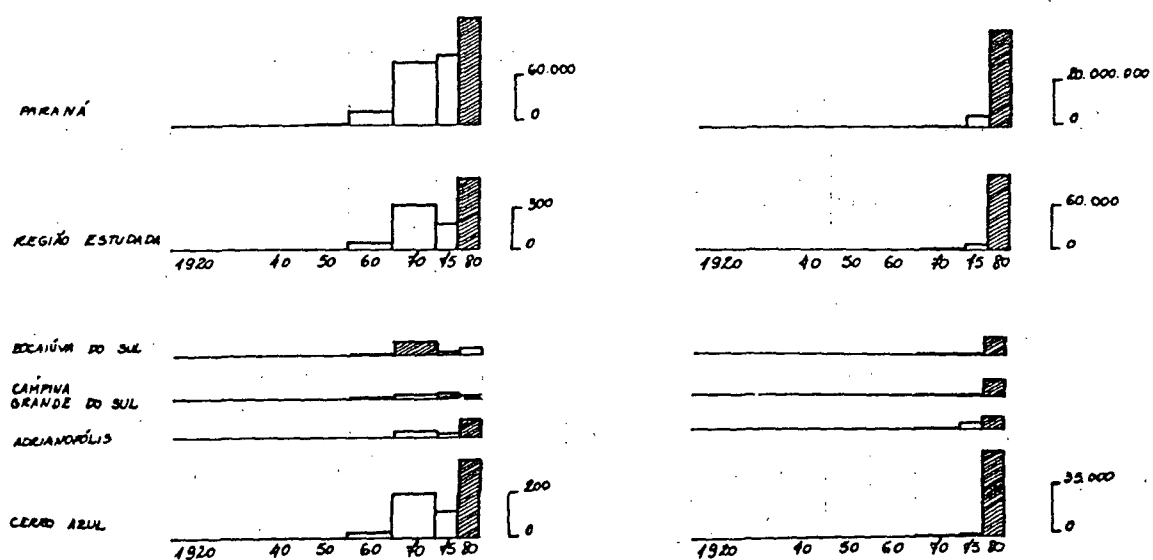 60.000
20.000.000
PARANÁ
0
0
300
60.000
REGIÃO ESTUDADA
0
0
1920 40 50 60 70 75 80
1920 40 50 60 70 75 80
BOCAIÚVA DO SUL
CAMPINA
GRANDE DO SUL
ADRIANOPÓLIS
200
35.000
CERRO AZUL
0
0
1920 40 50 60 70 75 80
1920 40 50 60 70 75 80